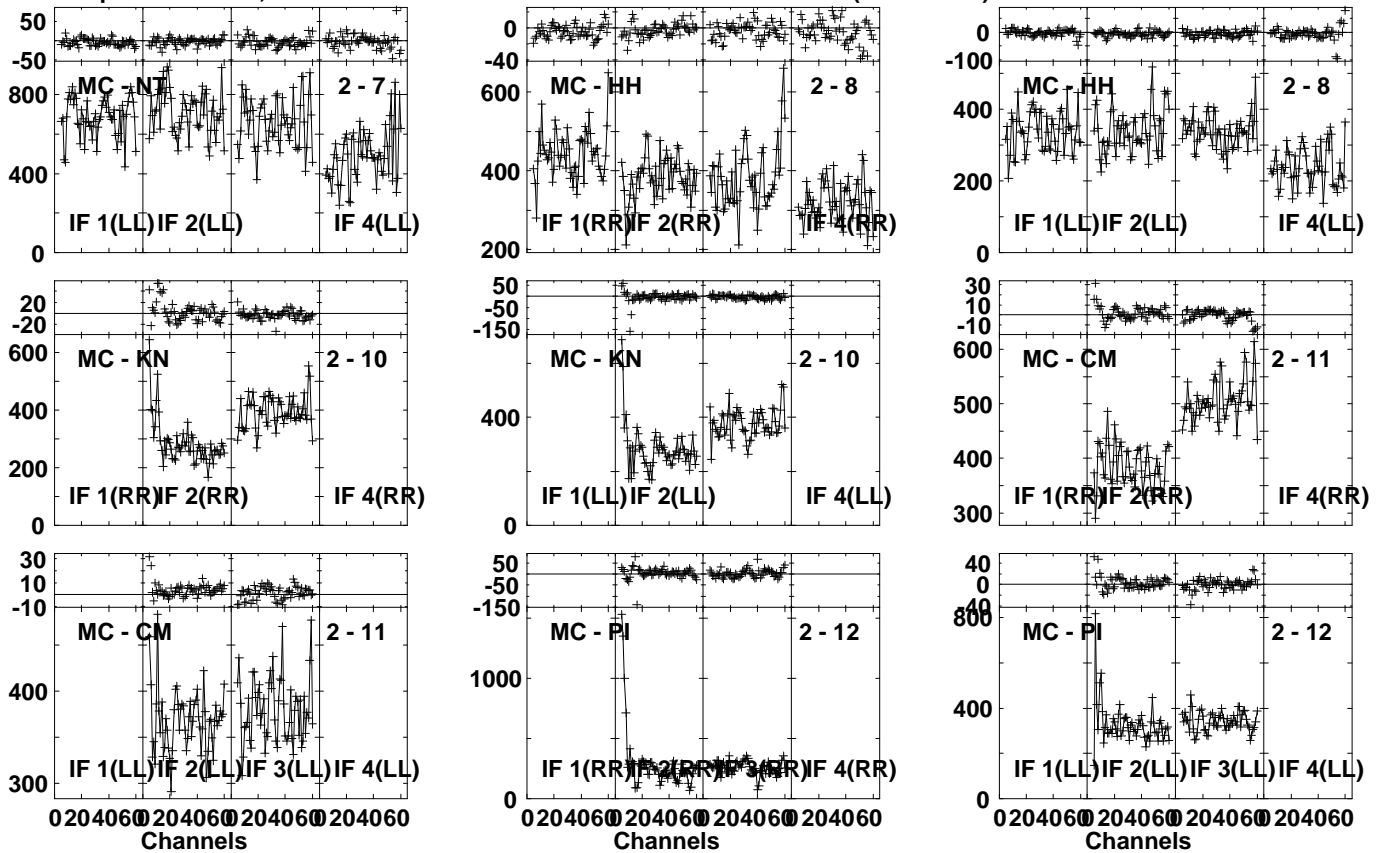 50
-50
MC - NT
2 - 7
800
400
0
IF 1(LL)
IF 2(LL)
IF 4(LL)
0
-40
MC - HH
2 - 8
600
400
200
IF 1(RR)
IF 2(RR)
IF 4(RR)
0
-100
MC - HH
2 - 8
400
200
0
IF 1(LL)
IF 2(LL)
IF 4(LL)
20
-20
MC - KN
2 - 10
600
400
200
0
IF 1(RR)
IF 2(RR)
IF 4(RR)
50
-50
-150
MC - KN
2 - 10
400
0
IF 1(LL)
IF 2(LL)
IF 4(LL)
30
10
-10
MC - CM
2 - 11
600
500
400
300
IF 1(RR)
IF 2(RR)
IF 4(RR)
30
10
-10
MC - CM
2 - 11
400
300
IF 1(LL)
IF 2(LL)
IF 3(LL)
IF 4(LL)
0 20 40 60 0 20 40 60 0 20 40 60 0 20 40 60
Channels
50
-50
-150
MC - PI
2 - 12
1000
0
IF 1(RR)
IF 2(RR)
IF 3(RR)
IF 4(RR)
0 20 40 60 0 20 40 60 0 20 40 60 0 20 40 60
Channels
40
0
-40
MC - PI
2 - 12
800
400
0
IF 1(LL)
IF 2(LL)
IF 3(LL)
IF 4(LL)
0 20 40 60 0 20 40 60 0 20 40 60 0 20 40 60
Channels